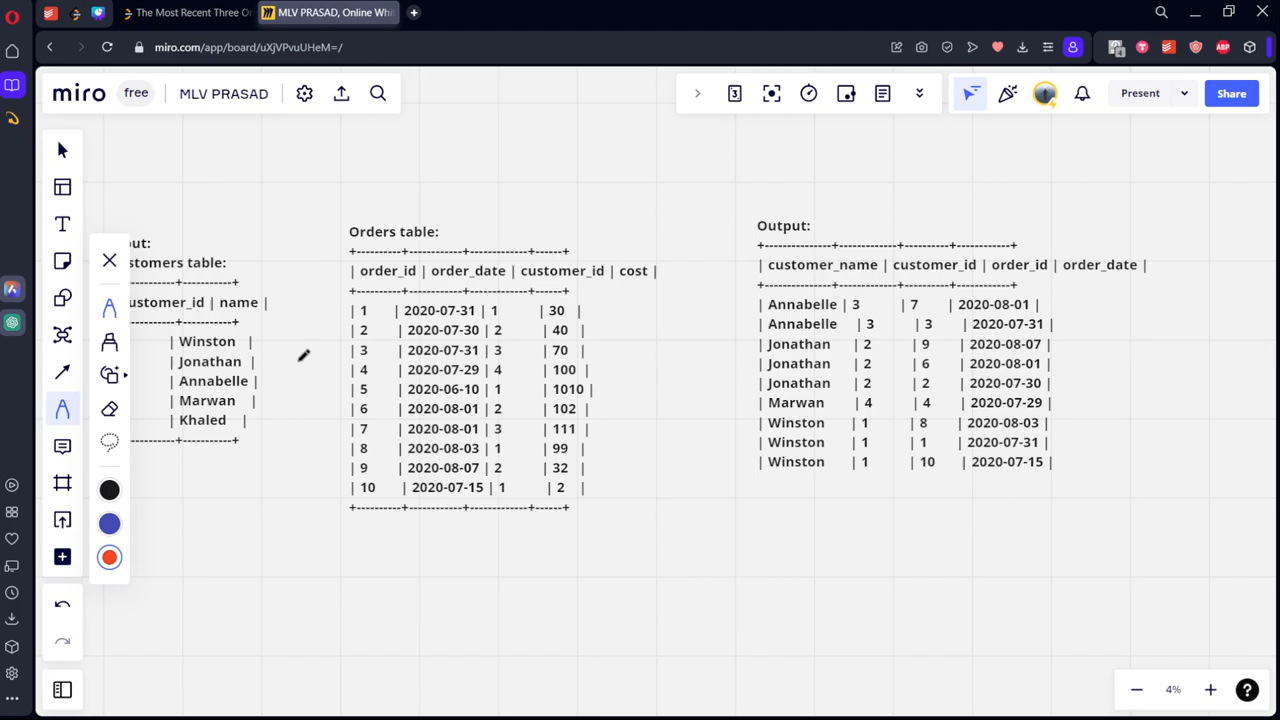 The Most Recent Three Or
MLV PRASAD, Online Whi
miro.com/app/board/uXjVPvuUHeM=/
miro free MLV PRASAD
Present
Share
put:
stomers table:
+----------+
ustomer_id | name |
+----------+
| Winston |
| Jonathan |
| Annabelle |
| Marwan |
| Khaled |
+----------+
Orders table:
+----------+------------+-------------+------+
| order_id | order_date | customer_id | cost |
+----------+------------+-------------+------+
| 1 | 2020-07-31 | 1 | 30 |
| 2 | 2020-07-30 | 2 | 40 |
| 3 | 2020-07-31 | 3 | 70 |
| 4 | 2020-07-29 | 4 | 100 |
| 5 | 2020-06-10 | 1 | 1010 |
| 6 | 2020-08-01 | 2 | 102 |
| 7 | 2020-08-01 | 3 | 111 |
| 8 | 2020-08-03 | 1 | 99 |
| 9 | 2020-08-07 | 2 | 32 |
| 10 | 2020-07-15 | 1 | 2 |
+----------+------------+-------------+------+
Output:
+---------------+-------------+----------+------------+
| customer_name | customer_id | order_id | order_date |
+---------------+-------------+----------+------------+
| Annabelle | 3 | 7 | 2020-08-01 |
| Annabelle | 3 | 3 | 2020-07-31 |
| Jonathan | 2 | 9 | 2020-08-07 |
| Jonathan | 2 | 6 | 2020-08-01 |
| Jonathan | 2 | 2 | 2020-07-30 |
| Marwan | 4 | 4 | 2020-07-29 |
| Winston | 1 | 8 | 2020-08-03 |
| Winston | 1 | 1 | 2020-07-31 |
| Winston | 1 | 10 | 2020-07-15 |
4%